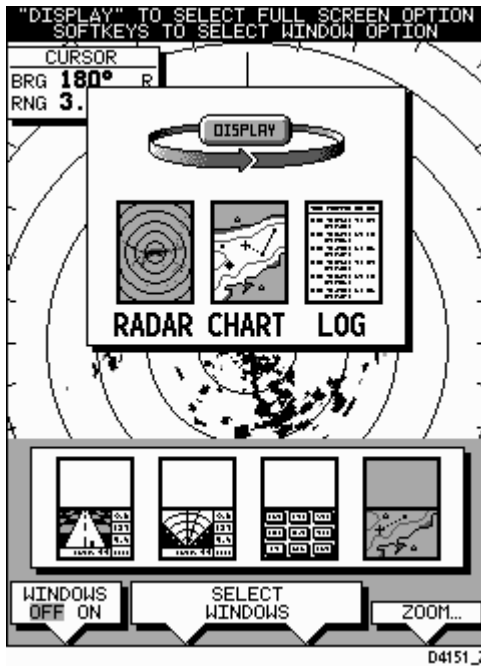 "DISPLAY" TO SELECT FULL SCREEN OPTION
SOFTKEYS TO SELECT WINDOW OPTION
CURSOR
BRG 180° R
RNG 3.
DISPLAY
RADAR CHART LOG
WINDOWS
OFF ON
SELECT
WINDOWS
ZOOM...